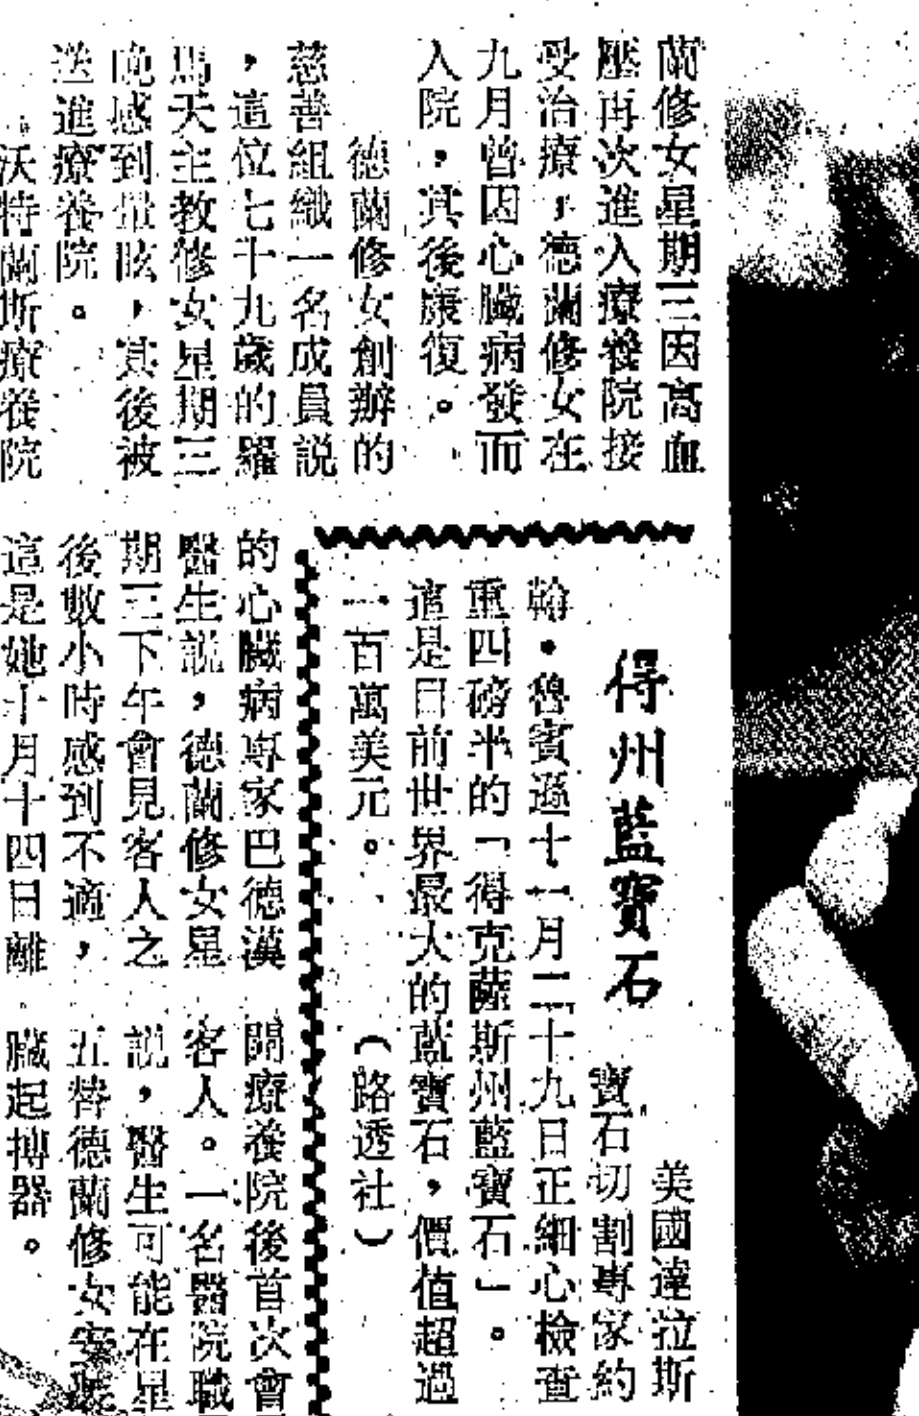 蘭修女星期三因高血
壓再次進入療養院接
受治療，德蘭修女在
九月曾因心臟病發而
入院，其後康復。
德蘭修女創辦的
慈善組織一名成員説
，這位七十九歲的羅
馬天主教修女星期三
晚感到暈眩，其後被
送進療養院。
沃特蘭斯療養院
的心臟病專家巴德漢
醫生説，德蘭修女星
期三下午會見客人之
後數小時感到不適，
這是她十月十四日離
開療養院後首次會
客人。一名醫院職
説，醫生可能在星
五替德蘭修女安裝
臟起搏器。
得州藍寶石
美國達拉斯
寶石切割專家約
翰・魯賓遜十一月二十九日正細心檢查
重四磅半的「得克薩斯州藍寶石」。
這是目前世界最大的藍寶石，價值超過
一百萬美元。（路透社）